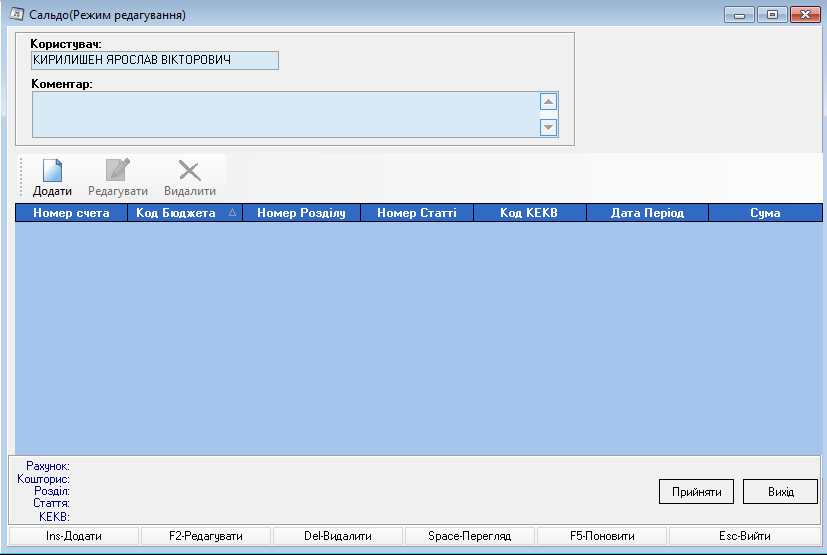 Сальдо(Режим редагування)
Користувач:
КИРИЛИШЕН ЯРОСЛАВ ВІКТОРОВИЧ
Коментар:
Додати Редагувати Видалити
Номер счета Код Бюджета Номер Розділу Номер Статті Код КЕКВ Дата Період Сума
Рахунок:
Кошторис:
Розділ:
Стаття:
КЕКВ:
Прийняти Вихід
Ins-Додати F2-Редагувати Del-Видалити Space-Перегляд F5-Поновити Esc-Вийти